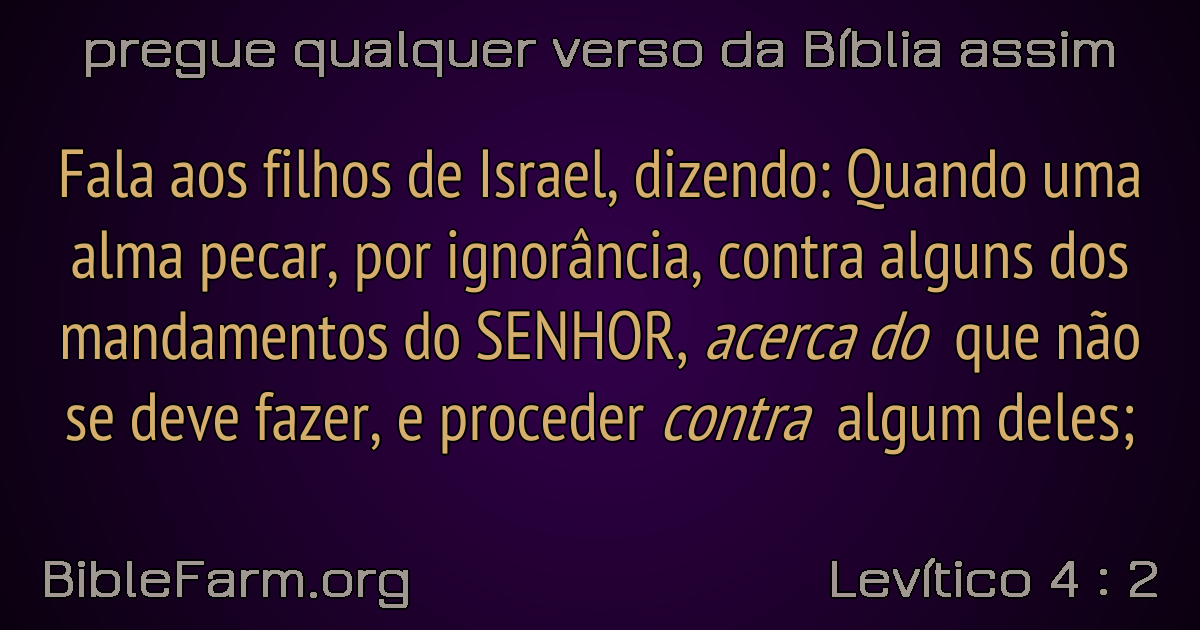 pregue qualquer verso da Bíblia assim
Fala aos filhos de Israel, dizendo: Quando uma
alma pecar, por ignorância, contra alguns dos
mandamentos do SENHOR, acerca do que não
se deve fazer, e proceder contra algum deles;
BibleFarm.org
Levítico 4 : 2